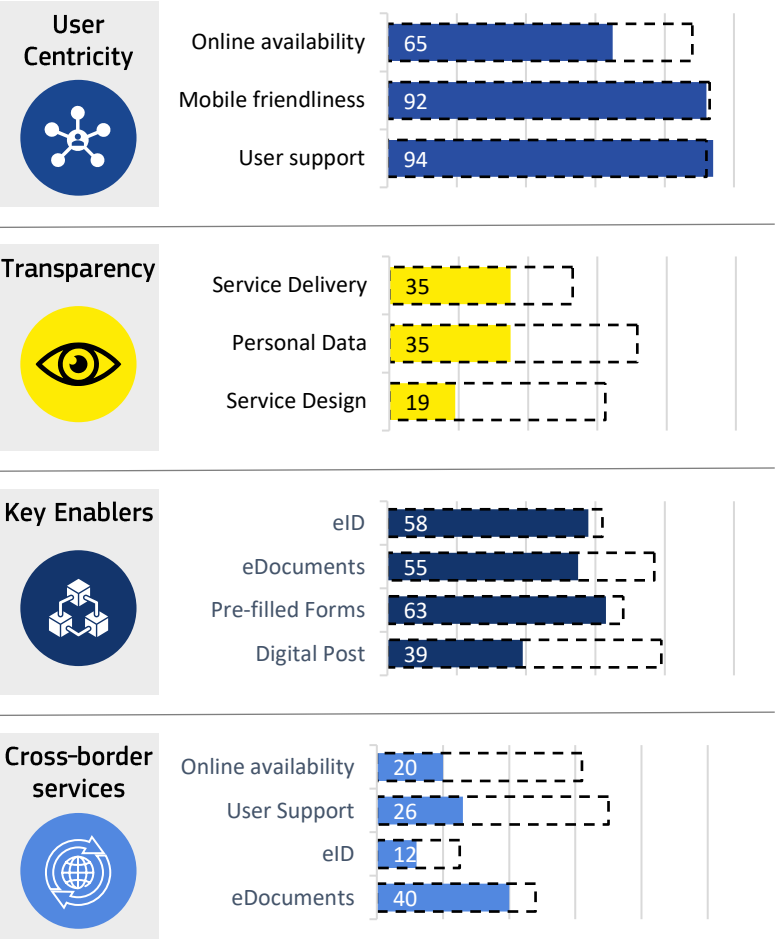 User
Centricity
Online availability 65
Mobile friendliness 92
User support 94
Transparency
Service Delivery 35
Personal Data 35
Service Design 19
Key Enablers
eID 58
eDocuments 55
Pre-filled Forms 63
Digital Post 39
Cross-border
services
Online availability 20
User Support 26
eID 12
eDocuments 40